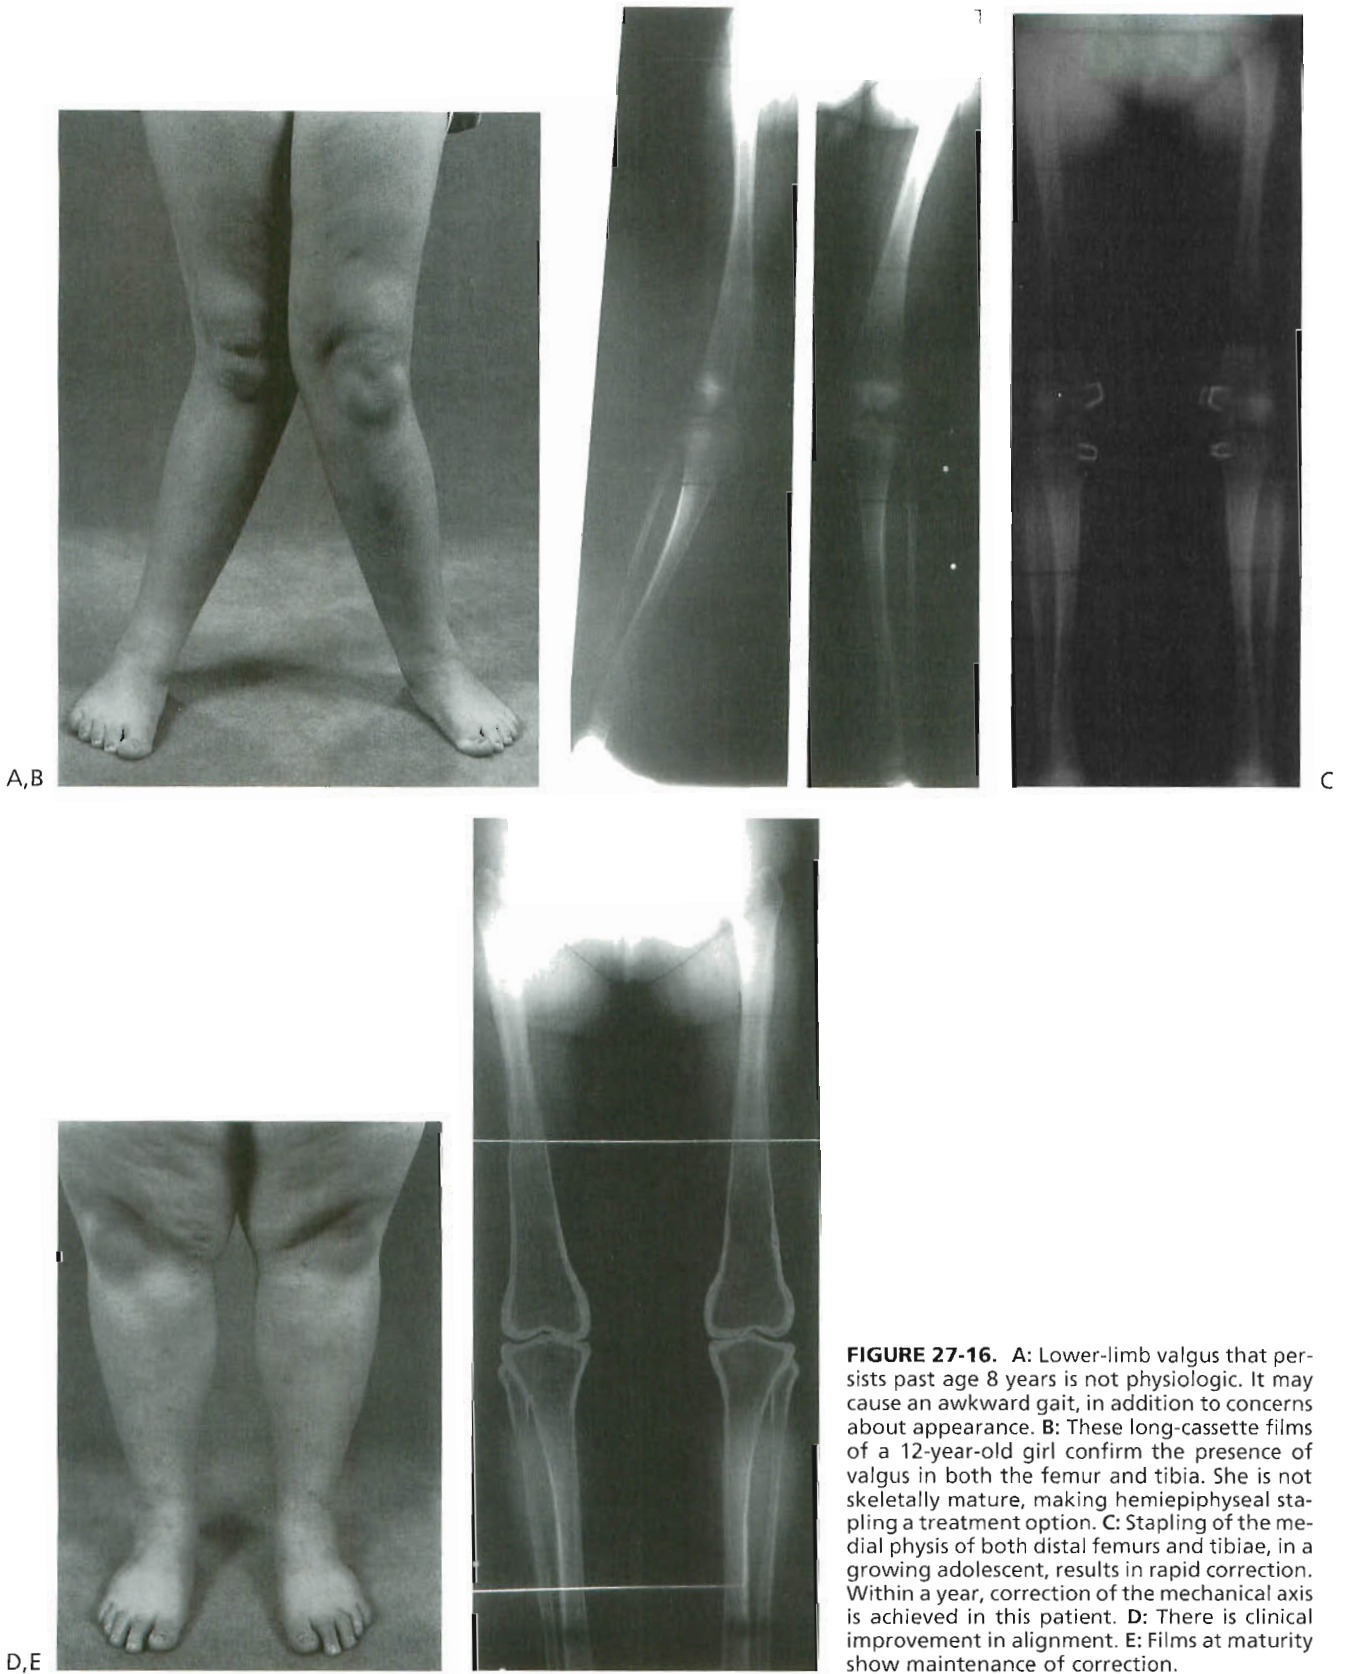 A,B
C
D,E
FIGURE 27-16. A: Lower-limb valgus that per-
sists past age 8 years is not physiologic. It may
cause an awkward gait, in addition to concerns
about appearance. B: These long-cassette films
of a 12-year-old girl confirm the presence of
valgus in both the femur and tibia. She is not
skeletally mature, making hemiepiphyseal sta-
pling a treatment option. C: Stapling of the me-
dial physis of both distal femurs and tibiae, in a
growing adolescent, results in rapid correction.
Within a year, correction of the mechanical axis
is achieved in this patient. D: There is clinical
improvement in alignment. E: Films at maturity
show maintenance of correction.